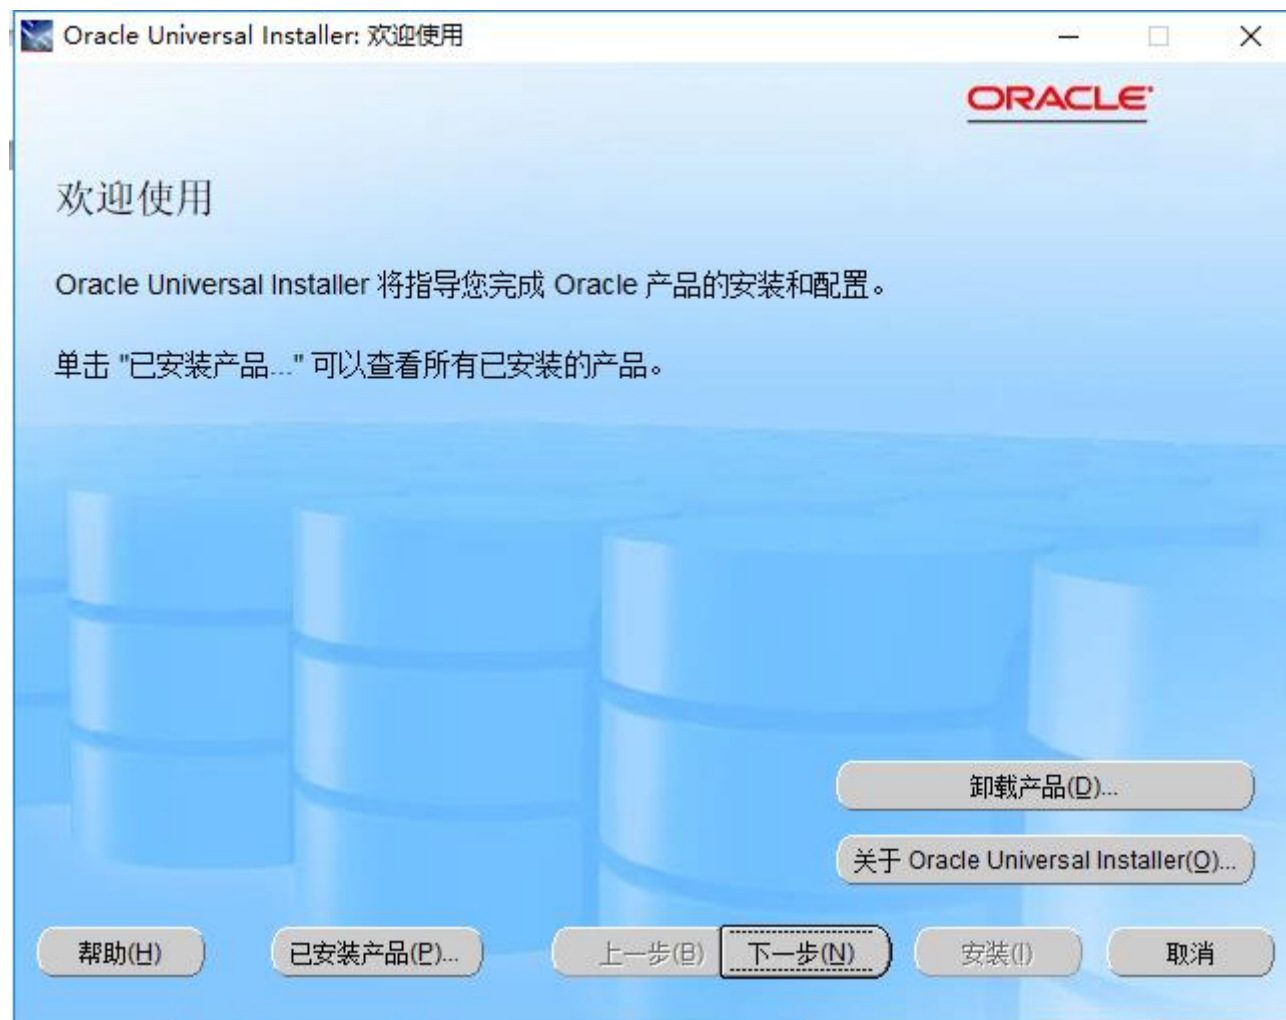 Oracle Universal Installer: 欢迎使用
ORACLE
欢迎使用
Oracle Universal Installer 将指导您完成 Oracle 产品的安装和配置。
单击 "已安装产品..." 可以查看所有已安装的产品。
卸载产品(D)...
关于 Oracle Universal Installer(O)...
帮助(H) 已安装产品(P)... 上一步(B) 下一步(N) 安装(I) 取消